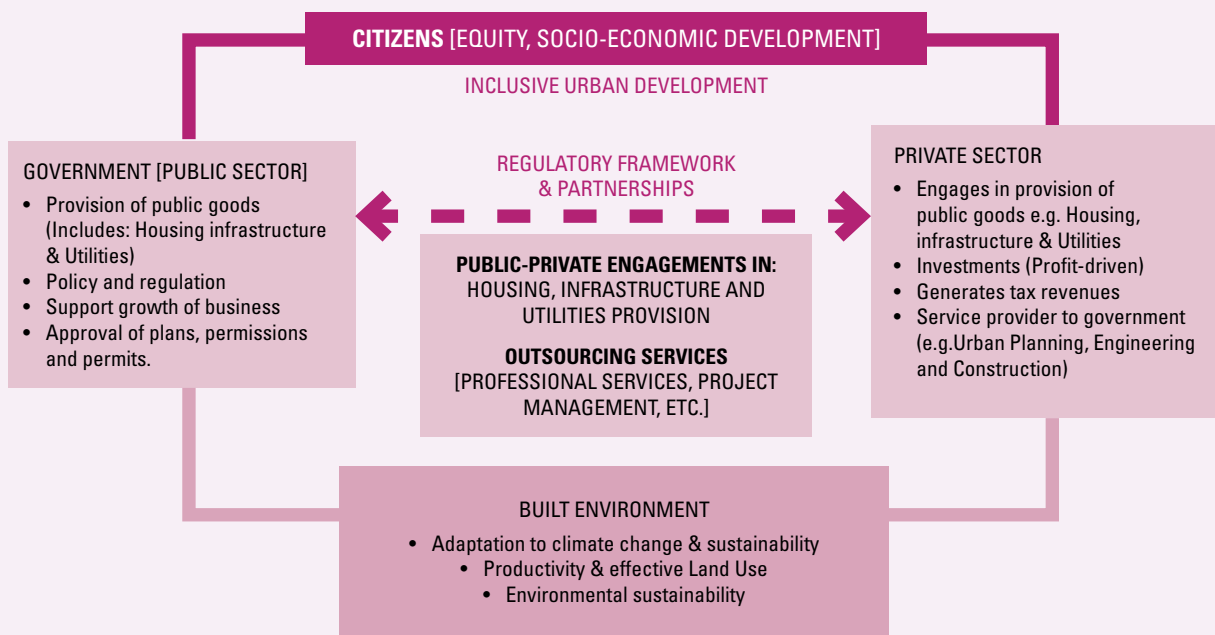 CITIZENS [EQUITY, SOCIO-ECONOMIC DEVELOPMENT]
INCLUSIVE URBAN DEVELOPMENT
GOVERNMENT [PUBLIC SECTOR]
• Provision of public goods
(Includes: Housing infrastructure
& Utilities)
• Policy and regulation
• Support growth of business
• Approval of plans, permissions
and permits.
REGULATORY FRAMEWORK
& PARTNERSHIPS
PUBLIC-PRIVATE ENGAGEMENTS IN:
HOUSING, INFRASTRUCTURE AND
UTILITIES PROVISION
OUTSOURCING SERVICES
[PROFESSIONAL SERVICES, PROJECT
MANAGEMENT, ETC.]
PRIVATE SECTOR
• Engages in provision of
public goods e.g. Housing,
infrastructure & Utilities
• Investments (Profit-driven)
• Generates tax revenues
• Service provider to government
(e.g.Urban Planning, Engineering
and Construction)
BUILT ENVIRONMENT
• Adaptation to climate change & sustainability
• Productivity & effective Land Use
• Environmental sustainability